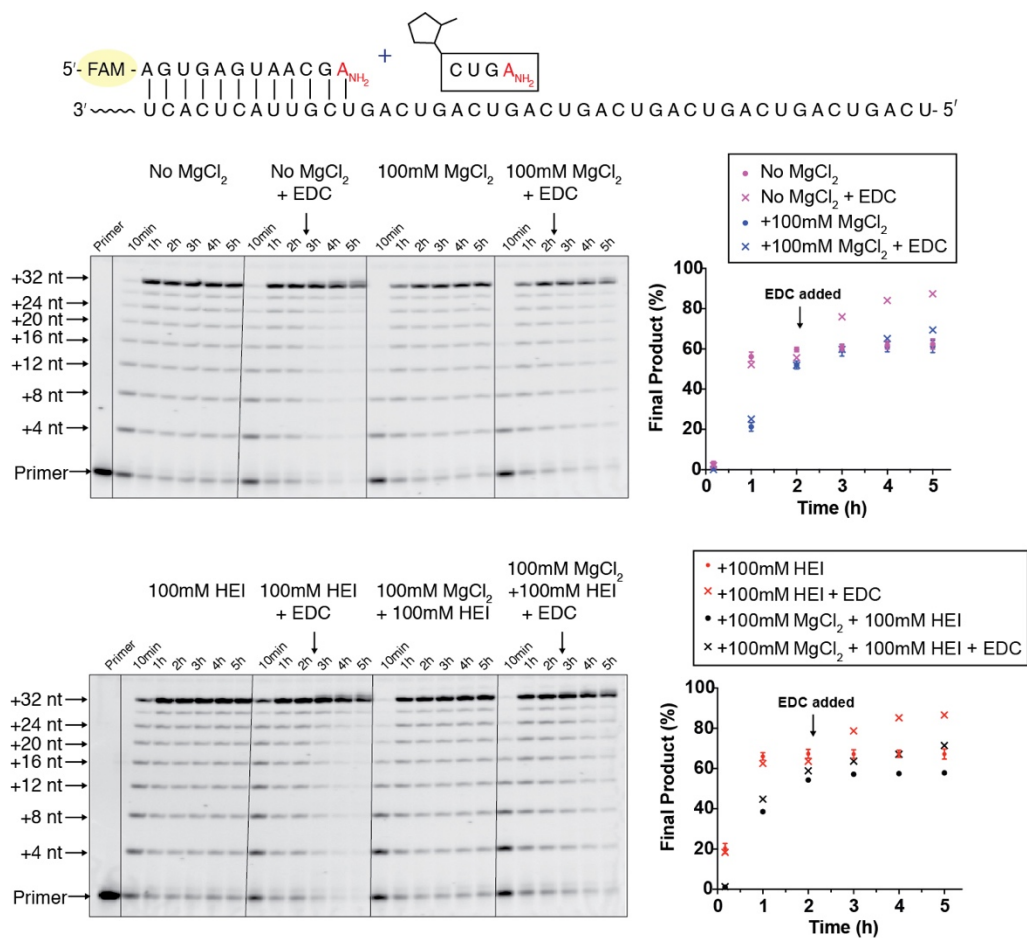 5′- FAM - A G U G A G U A A C G A NH2 + C U G A NH2
3′ U C A C U C A U U G C U G A C U G A C U G A C U G A C U G A C U G A C U G A C U G A C U - 5′
No MgCl2
No MgCl2 + EDC
100mM MgCl2
100mM MgCl2 + EDC
Primer 10min 1h 2h 3h 4h 5h 10min 1h 2h 3h 4h 5h 10min 1h 2h 3h 4h 5h 10min 1h 2h 3h 4h 5h
+32 nt
+24 nt
+20 nt
+16 nt
+12 nt
+8 nt
+4 nt
Primer
No MgCl2
No MgCl2 + EDC
+100mM MgCl2
+100mM MgCl2 + EDC
Final Product (%)
100
80
60
40
20
0
EDC added
0 1 2 3 4 5
Time (h)
100mM HEI
100mM HEI + EDC
100mM MgCl2 + 100mM HEI
100mM MgCl2 +100mM HEI + EDC
Primer 10min 1h 2h 3h 4h 5h 10min 1h 2h 3h 4h 5h 10min 1h 2h 3h 4h 5h 10min 1h 2h 3h 4h 5h
+32 nt
+24 nt
+20 nt
+16 nt
+12 nt
+8 nt
+4 nt
Primer
+100mM HEI
+100mM HEI + EDC
+100mM MgCl2 + 100mM HEI
+100mM MgCl2 + 100mM HEI + EDC
Final Product (%)
100
80
60
40
20
0
EDC added
0 1 2 3 4 5
Time (h)